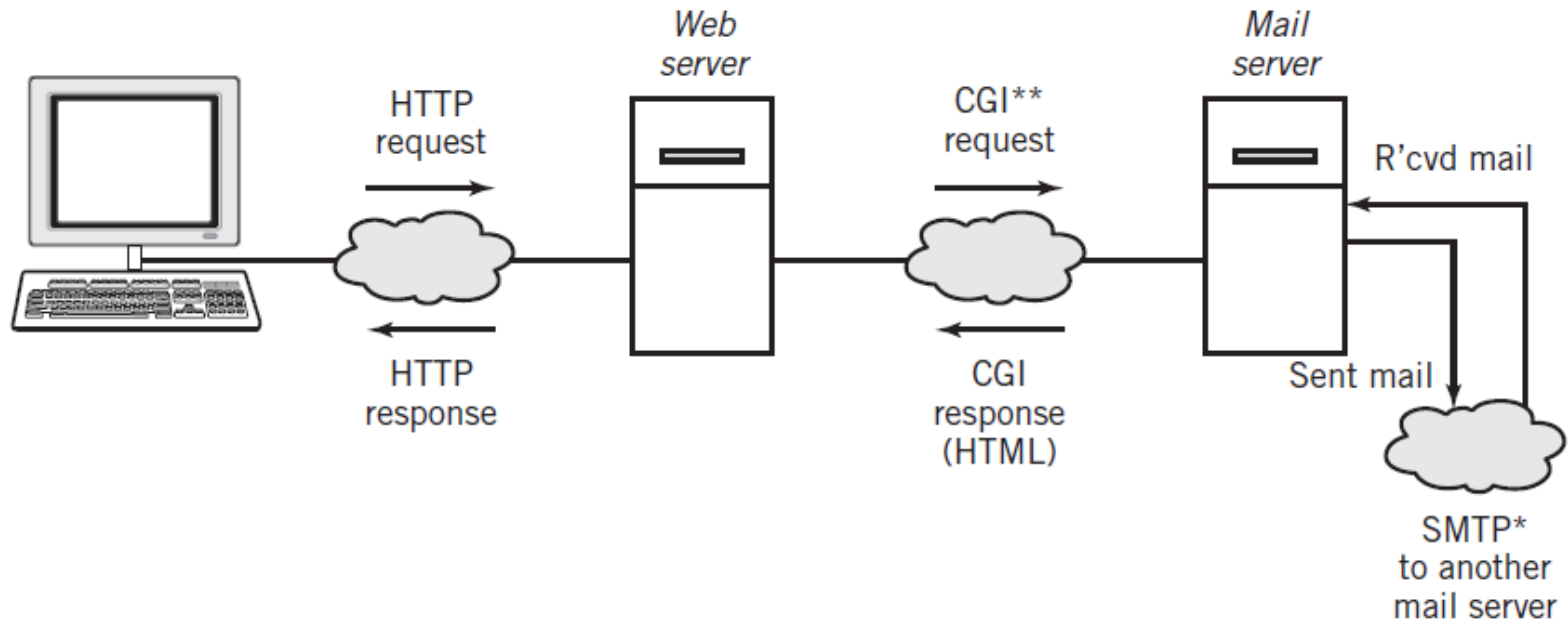 Web
server
Mail
server
HTTP
request
CGI**
request
R'cvd mail
HTTP
response
CGI
response
(HTML)
Sent mail
SMTP*
to another
mail server